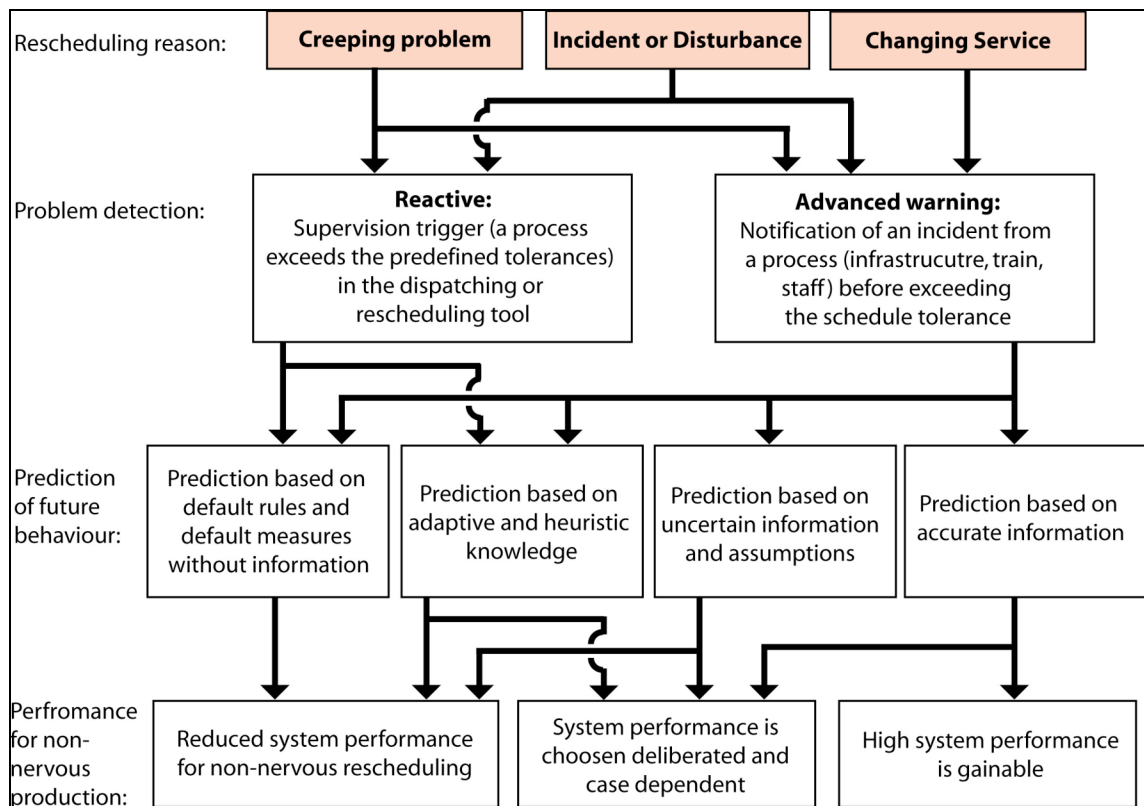 Rescheduling reason:
Creeping problem
Incident or Disturbance
Changing Service
Problem detection:
Reactive:
Supervision trigger (a process
exceeds the predefined tolerances)
in the dispatching or
rescheduling tool
Advanced warning:
Notification of an incident from
a process (infrastrucutre, train,
staff) before exceeding
the schedule tolerance
Prediction
of future
behaviour:
Prediction based on
default rules and
default measures
without information
Prediction based on
adaptive and heuristic
knowledge
Prediction based on
uncertain information
and assumptions
Prediction based on
accurate information
Perfromance
for non-
nervous
production:
Reduced system performance
for non-nervous rescheduling
System performance is
choosen deliberated and
case dependent
High system performance
is gainable